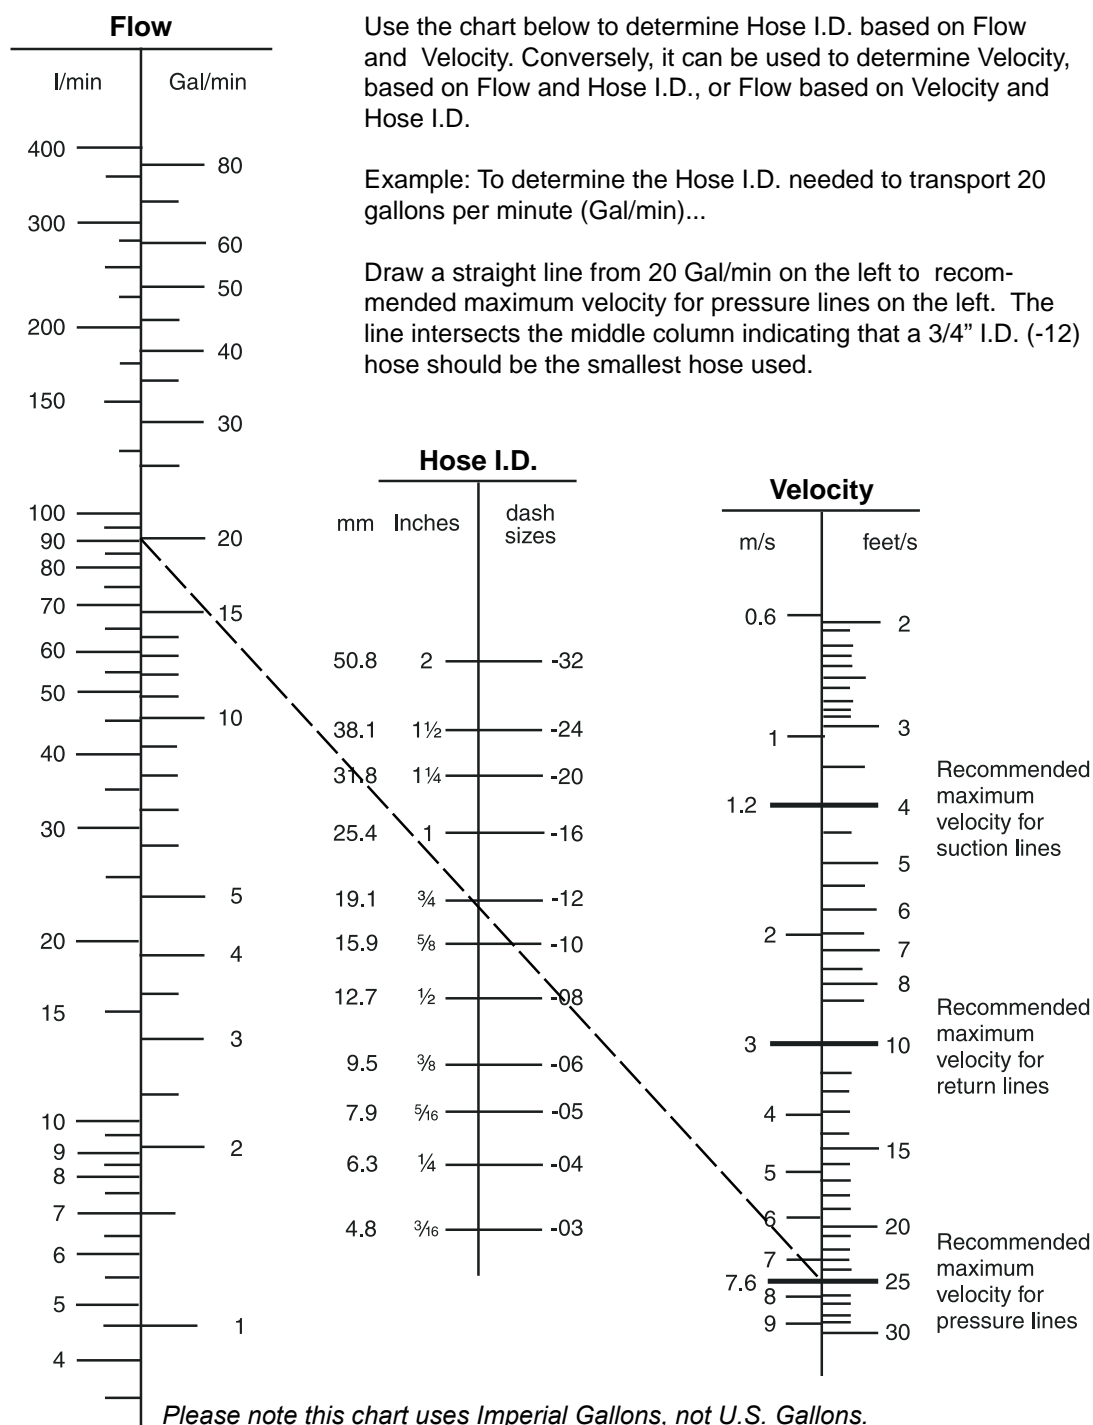 Flow
l/min Gal/min
Use the chart below to determine Hose I.D. based on Flow
and Velocity. Conversely, it can be used to determine Velocity,
based on Flow and Hose I.D., or Flow based on Velocity and
Hose I.D.
Example: To determine the Hose I.D. needed to transport 20
gallons per minute (Gal/min)...
Draw a straight line from 20 Gal/min on the left to recom-
mended maximum velocity for pressure lines on the left. The
line intersects the middle column indicating that a 3/4” I.D. (-12)
hose should be the smallest hose used.
400
80
300
60
50
200
40
150
30
100
20
90
80
70
15
60
50
10
40
30
5
20
4
15
3
10
2
9
8
7
6
5
1
4
Hose I.D.
mm Inches dash
sizes
50.8 2 -32
38.1 1½ -24
31.8 1¼ -20
25.4 1 -16
19.1 ¾ -12
15.9 ⅝ -10
12.7 ½ -08
9.5 ⅜ -06
7.9 5⁄16 -05
6.3 ¼ -04
4.8 3⁄16 -03
Velocity
m/s feet/s
0.6
2
3
1
1.2 4
5
6
2
7
8
3 10
4
15
5
6
20
7
7.6 25
8
9
30
Recommended
maximum
velocity for
suction lines
Recommended
maximum
velocity for
return lines
Recommended
maximum
velocity for
pressure lines
Please note this chart uses Imperial Gallons, not U.S. Gallons.